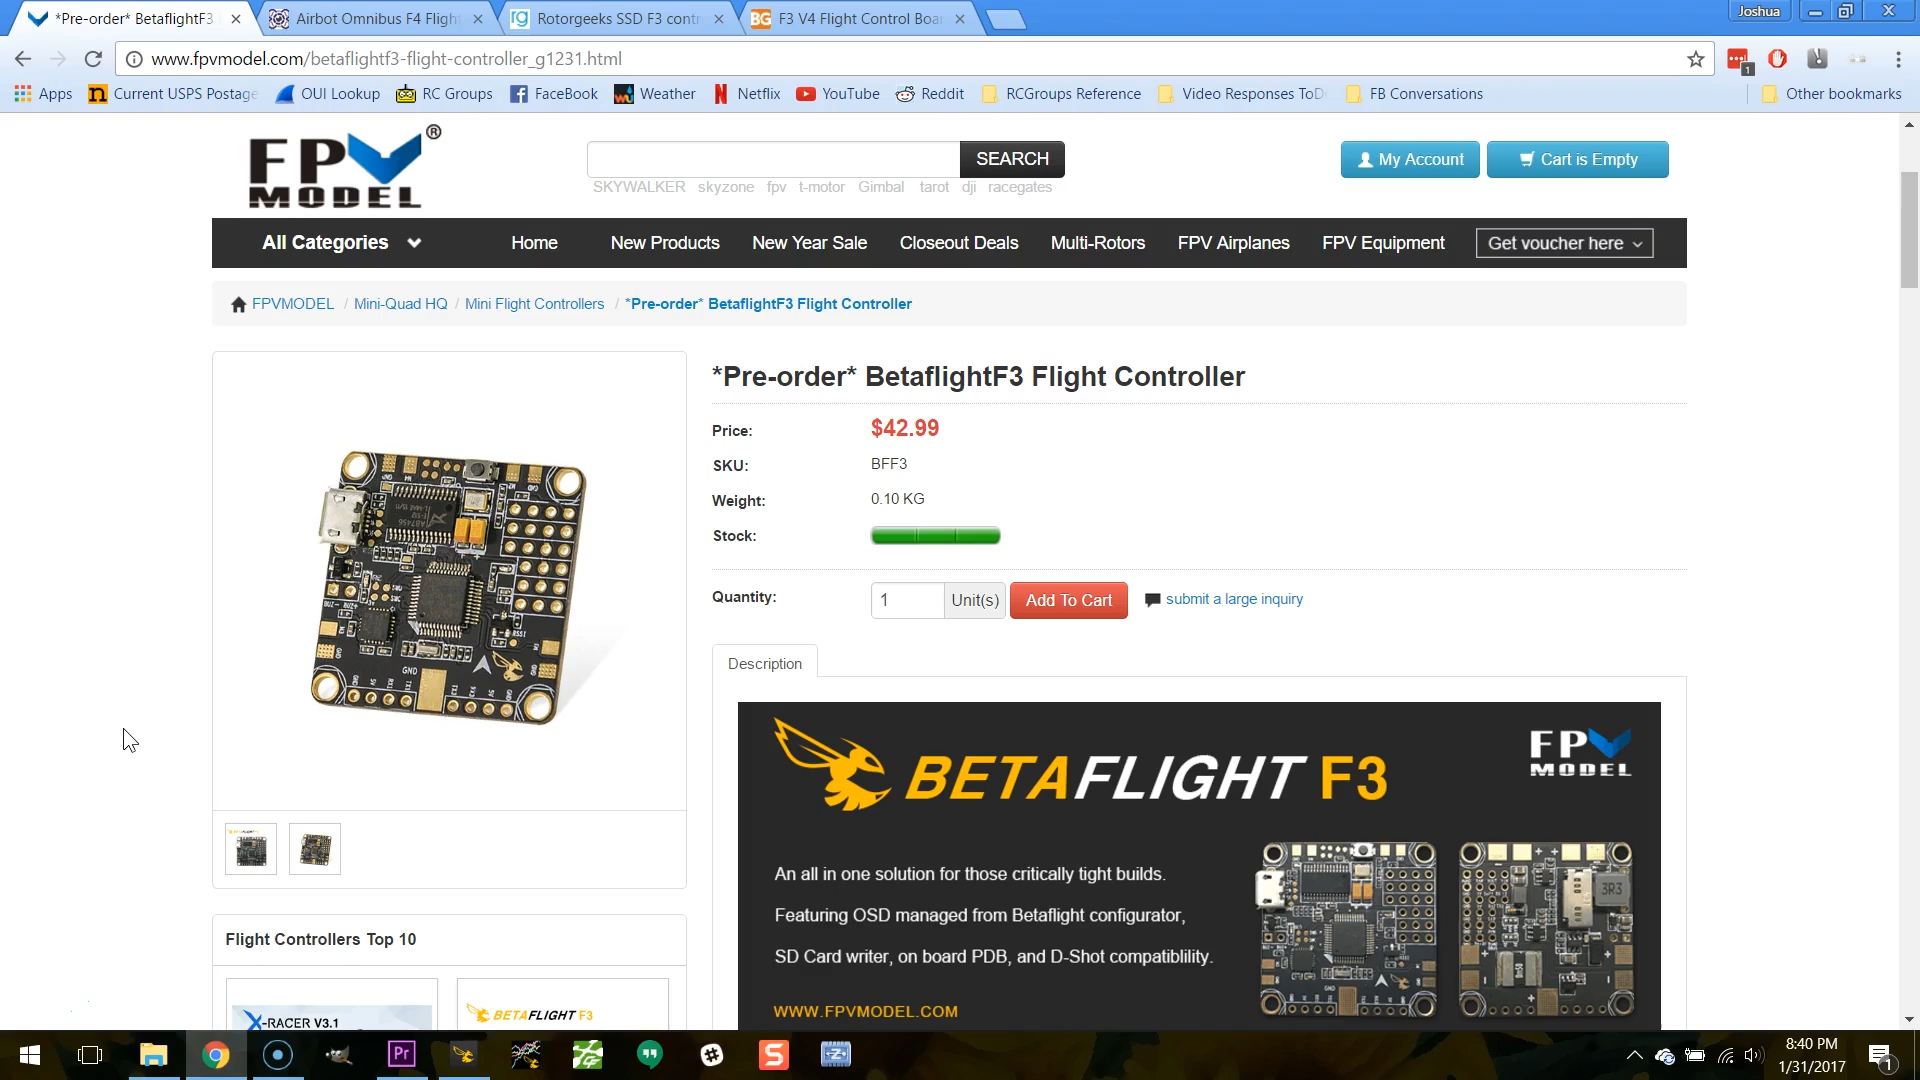 *Pre-order* BetaflightF3
Airbot Omnibus F4 Flight
Rotorgeeks SSD F3 contr
F3 V4 Flight Control Boa
Joshua
www.fpvmodel.com/betaflightf3-flight-controller_g1231.html
1
Apps
Current USPS Postage
OUI Lookup
RC Groups
FaceBook
Weather
Netflix
YouTube
Reddit
RCGroups Reference
Video Responses ToD
FB Conversations
Other bookmarks
FPV MODEL ®
SEARCH
SKYWALKER skyzone fpv t-motor Gimbal tarot dji racegates
My Account
Cart is Empty
All Categories
Home
New Products
New Year Sale
Closeout Deals
Multi-Rotors
FPV Airplanes
FPV Equipment
Get voucher here
FPVMODEL / Mini-Quad HQ / Mini Flight Controllers / *Pre-order* BetaflightF3 Flight Controller
*Pre-order* BetaflightF3 Flight Controller
Price: $42.99
SKU: BFF3
Weight: 0.10 KG
Stock:
Quantity: 1 Unit(s) Add To Cart submit a large inquiry
Description
BETAFLIGHT F3
FPV MODEL
An all in one solution for those critically tight builds.
Featuring OSD managed from Betaflight configurator,
SD Card writer, on board PDB, and D-Shot compatiblility.
WWW.FPVMODEL.COM
Flight Controllers Top 10
X-RACER V3.1
BETAFLIGHT F3
8:40 PM
1/31/2017
1